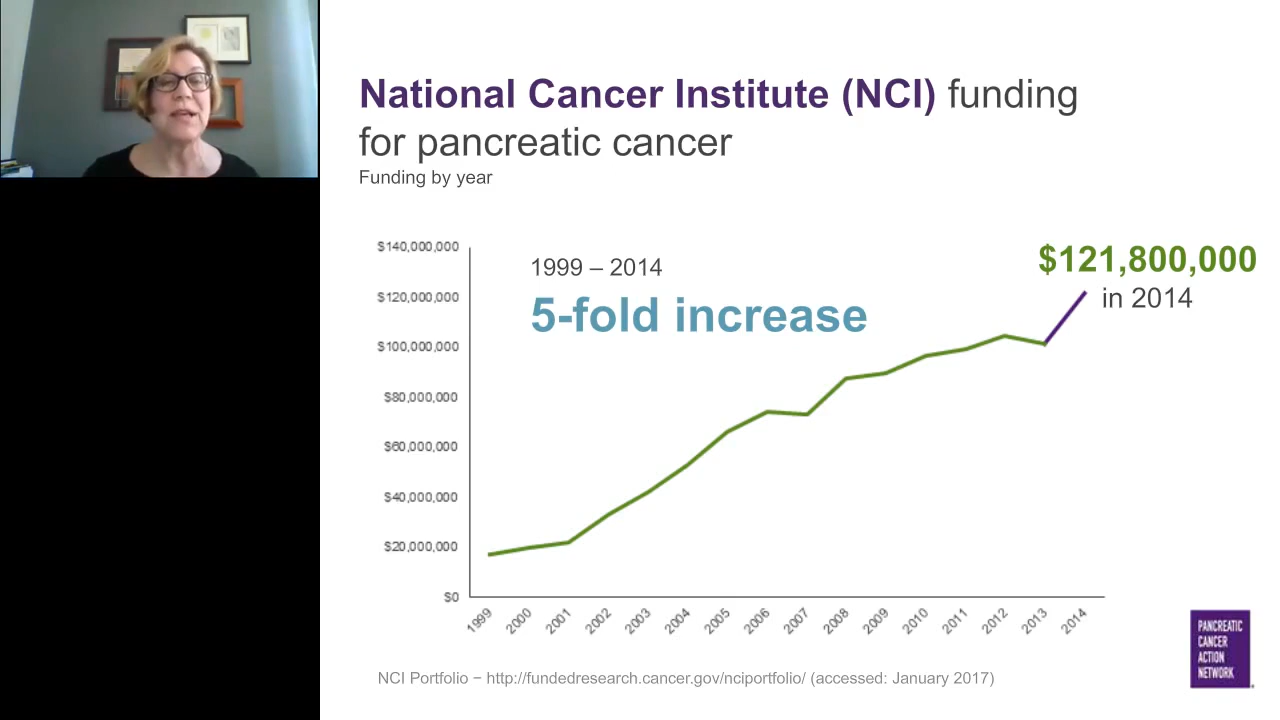 National Cancer Institute (NCI) funding
for pancreatic cancer
Funding by year
$140,000,000
$120,000,000
$100,000,000
$80,000,000
$60,000,000
$40,000,000
$20,000,000
$0
1999 – 2014
5-fold increase
$121,800,000
in 2014
1999 2000 2001 2002 2003 2004 2005 2006 2007 2008 2009 2010 2011 2012 2013 2014
NCI Portfolio – http://fundedresearch.cancer.gov/nciportfolio/ (accessed: January 2017)
PANCREATIC
CANCER
ACTION
NETWORK